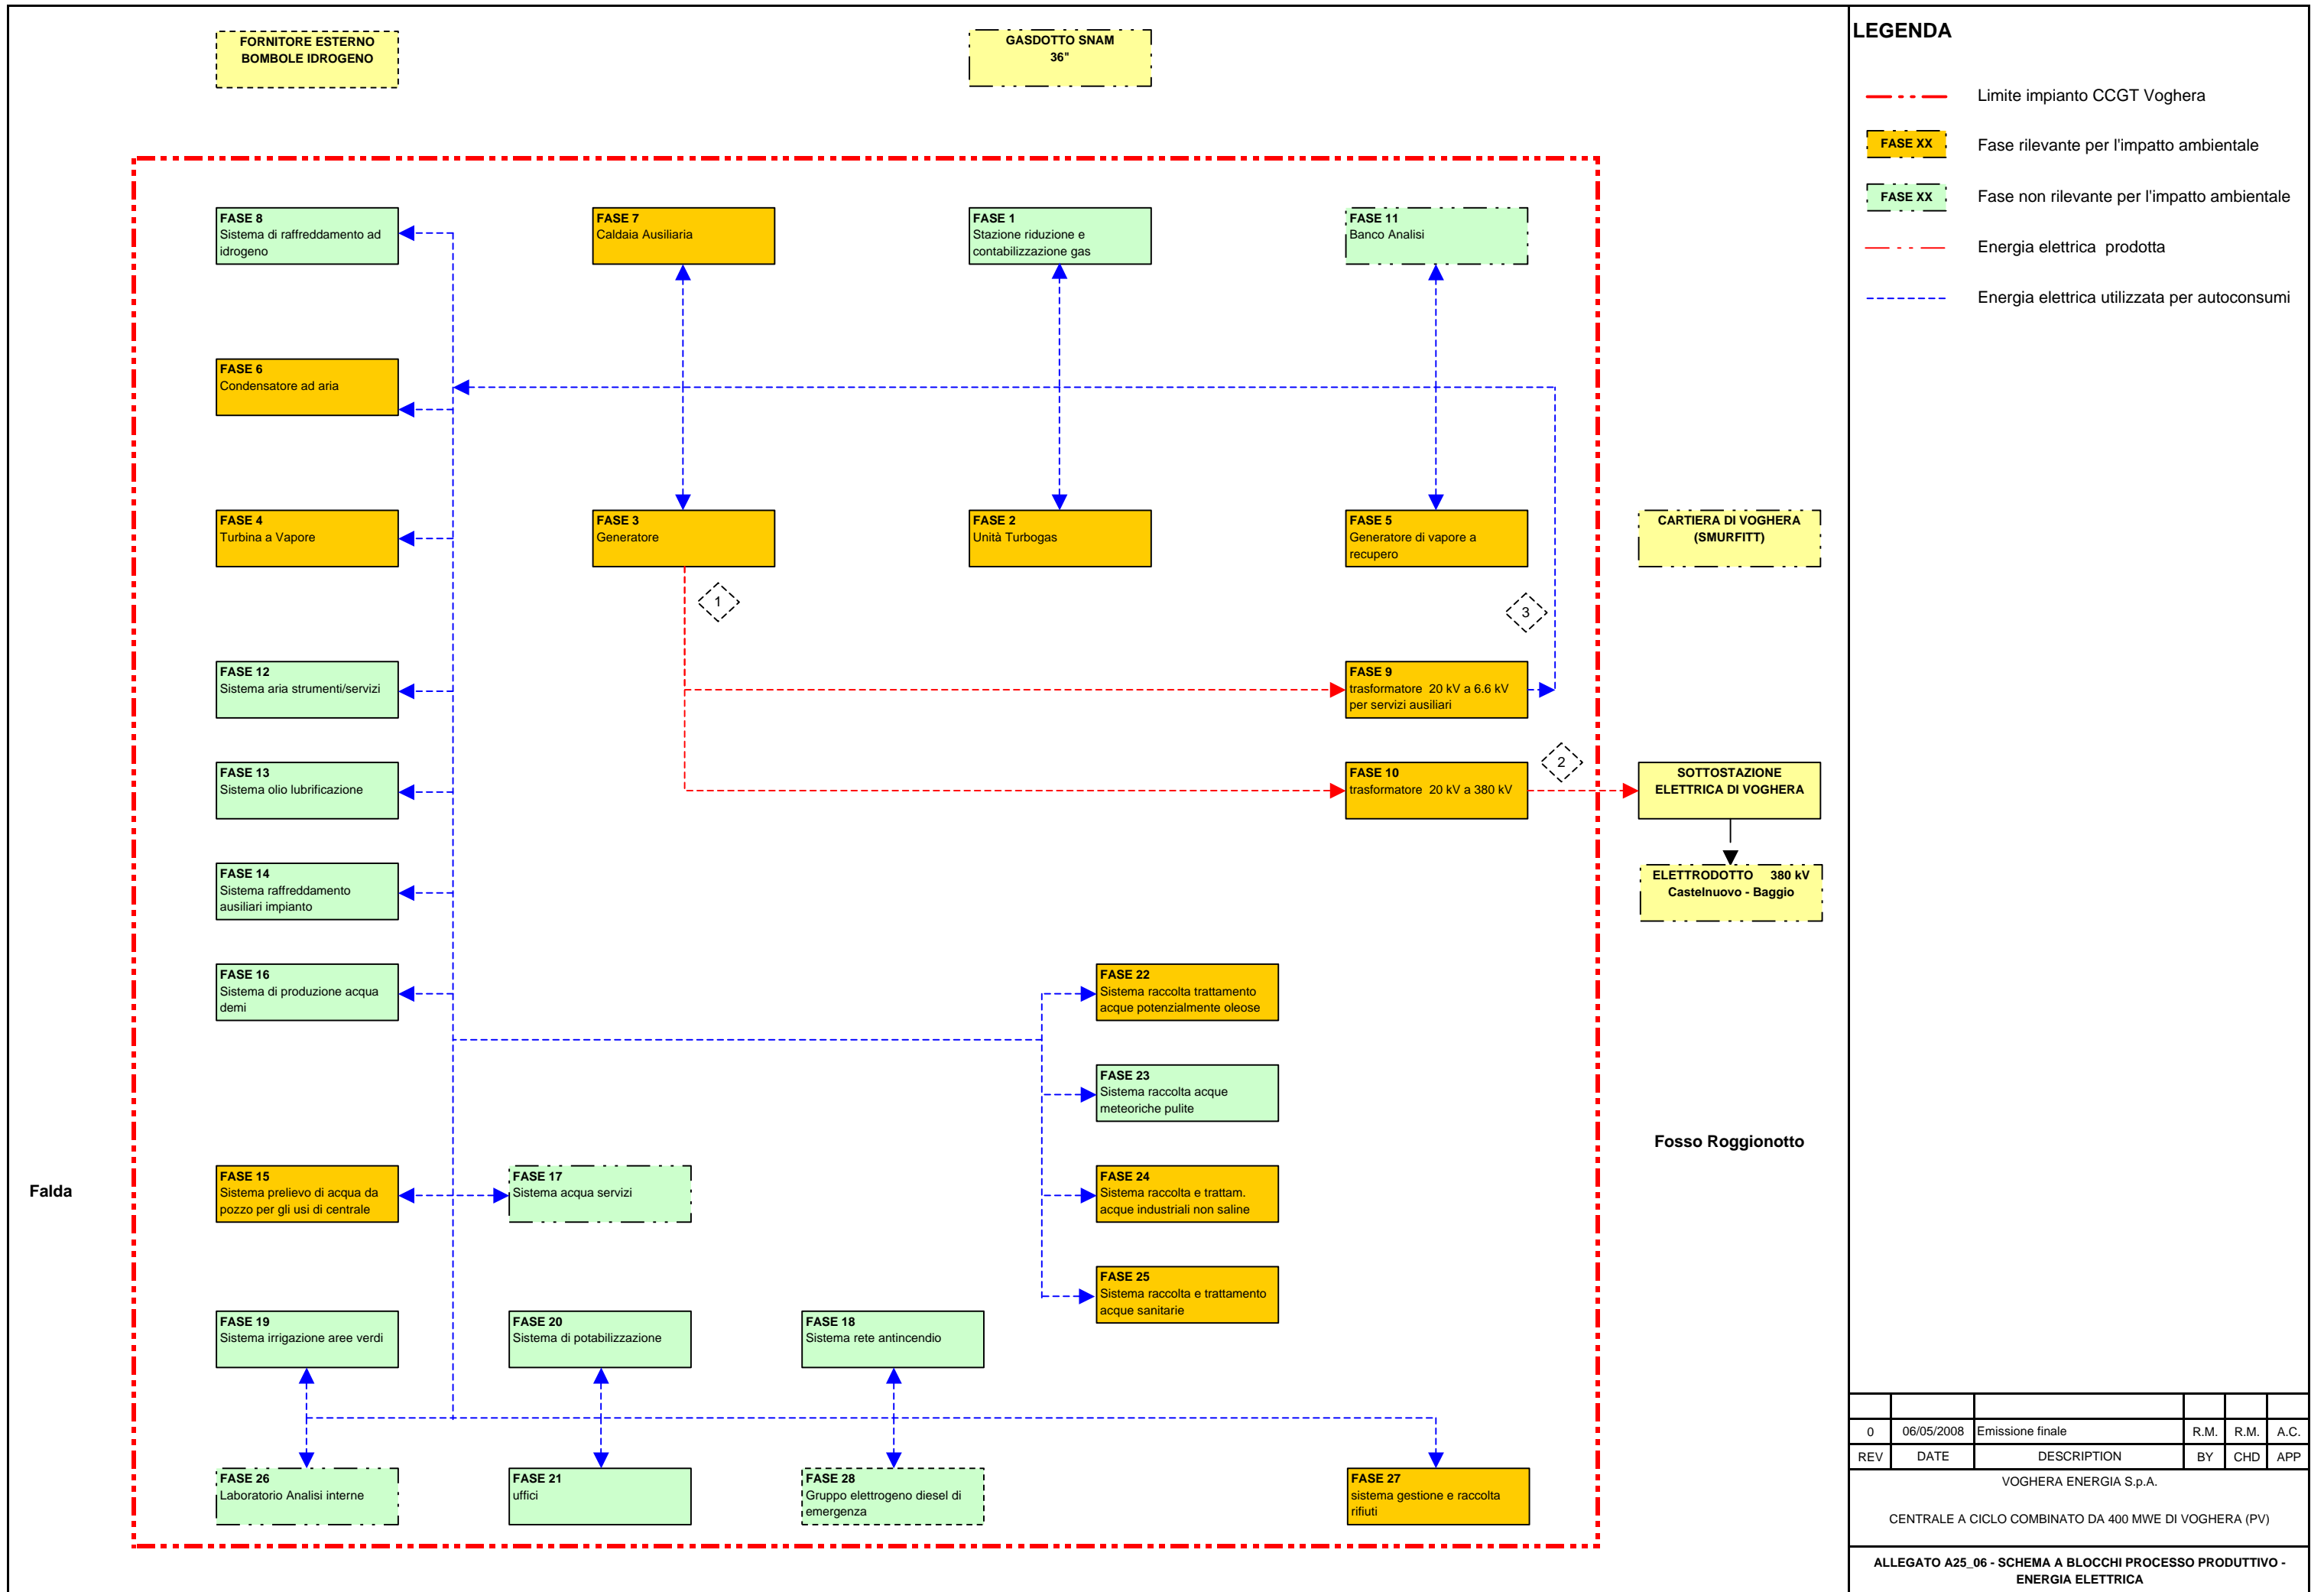 FORNITORE ESTERNO
BOMBOLE IDROGENO
GASDOTTO SNAM
36"
LEGENDA
Limite impianto CCGT Voghera
FASE XX
Fase rilevante per l'impatto ambientale
FASE XX
Fase non rilevante per l'impatto ambientale
Energia elettrica prodotta
Energia elettrica utilizzata per autoconsumi
FASE 8
Sistema di raffreddamento ad
idrogeno
FASE 7
Caldaia Ausiliaria
FASE 1
Stazione riduzione e
contabilizzazione gas
FASE 11
Banco Analisi
FASE 6
Condensatore ad aria
FASE 4
Turbina a Vapore
FASE 3
Generatore
FASE 2
Unità Turbogas
FASE 5
Generatore di vapore a
recupero
CARTIERA DI VOGHERA
(SMURFITT)
1
3
FASE 12
Sistema aria strumenti/servizi
FASE 9
trasformatore 20 kV a 6.6 kV
per servizi ausiliari
2
FASE 13
Sistema olio lubrificazione
FASE 10
trasformatore 20 kV a 380 kV
SOTTOSTAZIONE
ELETTRICA DI VOGHERA
FASE 14
Sistema raffreddamento
ausiliari impianto
ELETTRODOTTO 380 kV
Castelnuovo - Baggio
FASE 16
Sistema di produzione acqua
demi
FASE 22
Sistema raccolta trattamento
acque potenzialmente oleose
FASE 23
Sistema raccolta acque
meteoriche pulite
Fosso Roggionotto
Falda
FASE 15
Sistema prelievo di acqua da
pozzo per gli usi di centrale
FASE 17
Sistema acqua servizi
FASE 24
Sistema raccolta e trattam.
acque industriali non saline
FASE 25
Sistema raccolta e trattamento
acque sanitarie
FASE 19
Sistema irrigazione aree verdi
FASE 20
Sistema di potabilizzazione
FASE 18
Sistema rete antincendio
FASE 26
Laboratorio Analisi interne
FASE 21
uffici
FASE 28
Gruppo elettrogeno diesel di
emergenza
FASE 27
sistema gestione e raccolta
rifiuti
0 06/05/2008 Emissione finale R.M. R.M. A.C.
REV DATE DESCRIPTION BY CHD APP
VOGHERA ENERGIA S.p.A.
CENTRALE A CICLO COMBINATO DA 400 MWE DI VOGHERA (PV)
ALLEGATO A25_06 - SCHEMA A BLOCCHI PROCESSO PRODUTTIVO -
ENERGIA ELETTRICA